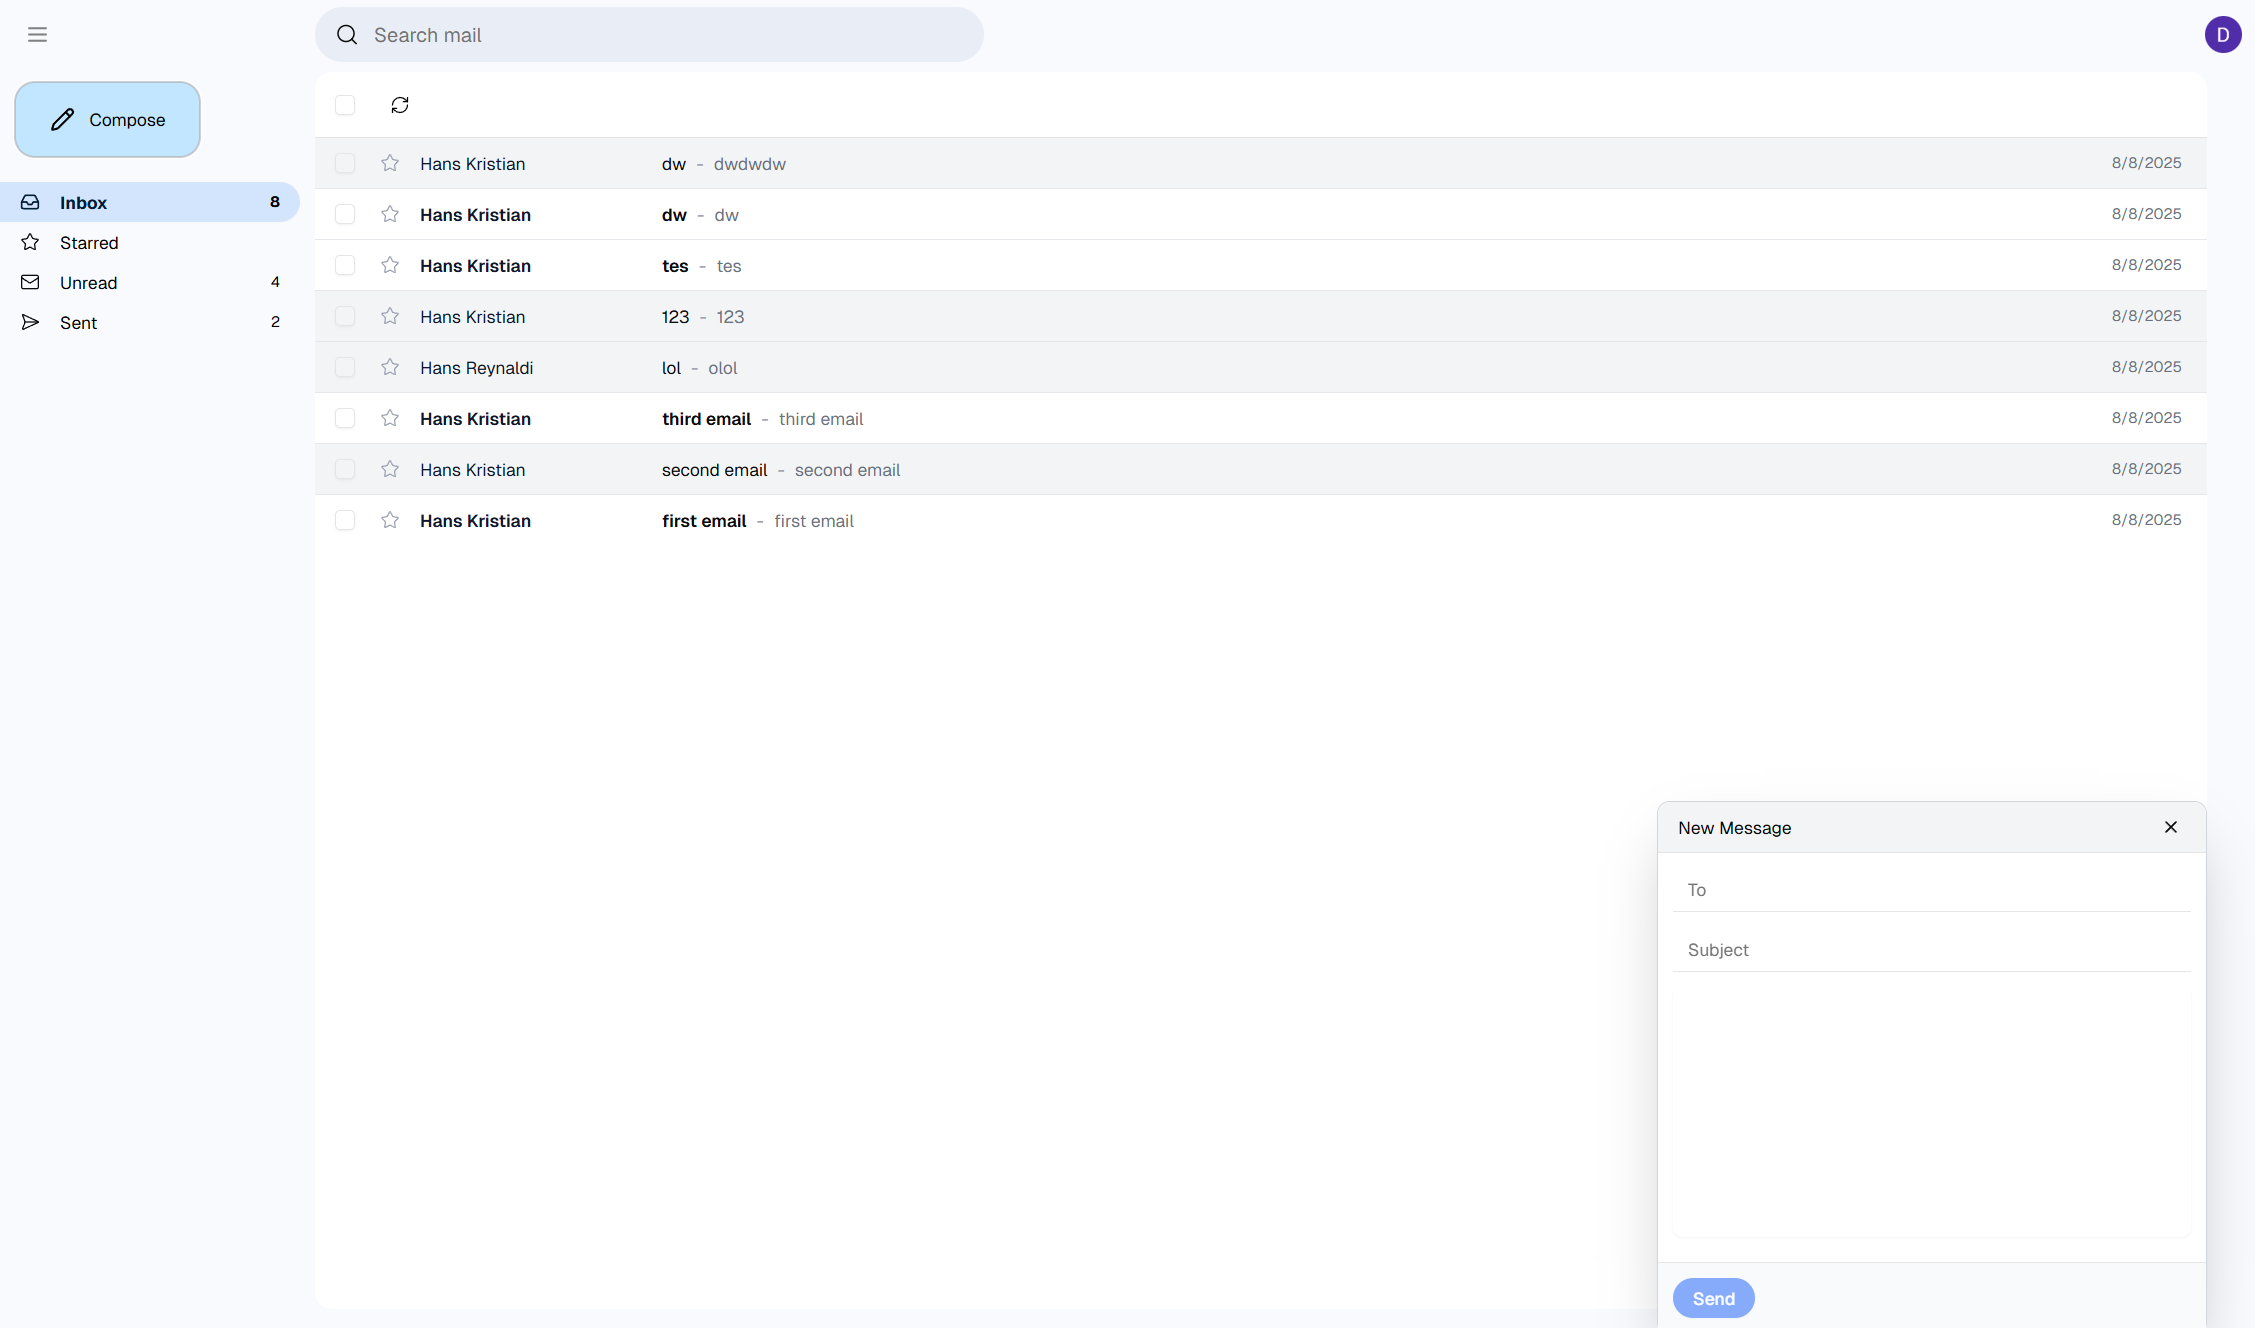 Search mail
D
Compose
Inbox 8
Starred
Unread 4
Sent 2
Hans Kristian dw - dwdwdw 8/8/2025
Hans Kristian dw - dw 8/8/2025
Hans Kristian tes - tes 8/8/2025
Hans Kristian 123 - 123 8/8/2025
Hans Reynaldi lol - olol 8/8/2025
Hans Kristian third email - third email 8/8/2025
Hans Kristian second email - second email 8/8/2025
Hans Kristian first email - first email 8/8/2025
New Message
To
Subject
Send